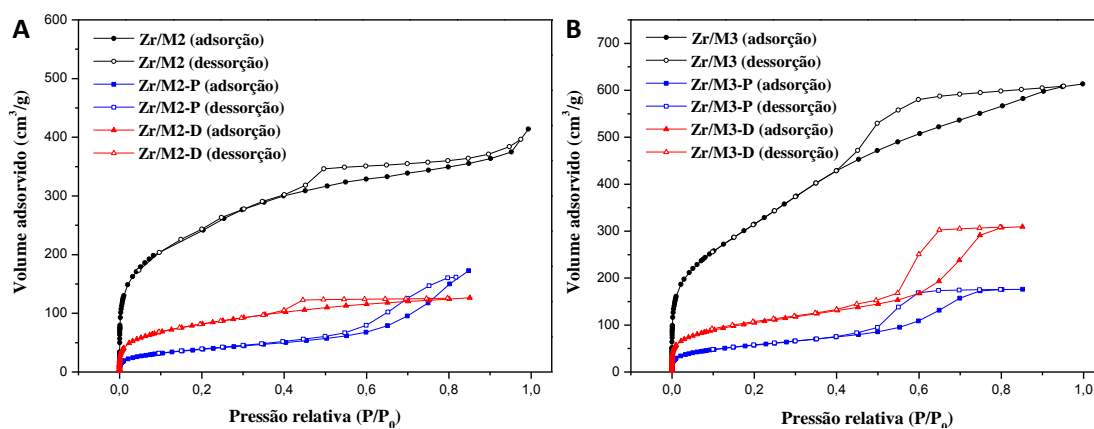 A
600
500
400
300
200
100
0
Volume adsorvido (cm³/g)
Zr/M2 (adsorção)
Zr/M2 (dessorção)
Zr/M2-P (adsorção)
Zr/M2-P (dessorção)
Zr/M2-D (adsorção)
Zr/M2-D (dessorção)
0,0 0,2 0,4 0,6 0,8 1,0
Pressão relativa (P/P₀)
B
700
600
500
400
300
200
100
0
Volume adsorvido (cm³/g)
Zr/M3 (adsorção)
Zr/M3 (dessorção)
Zr/M3-P (adsorção)
Zr/M3-P (dessorção)
Zr/M3-D (adsorção)
Zr/M3-D (dessorção)
0,0 0,2 0,4 0,6 0,8 1,0
Pressão relativa (P/P₀)